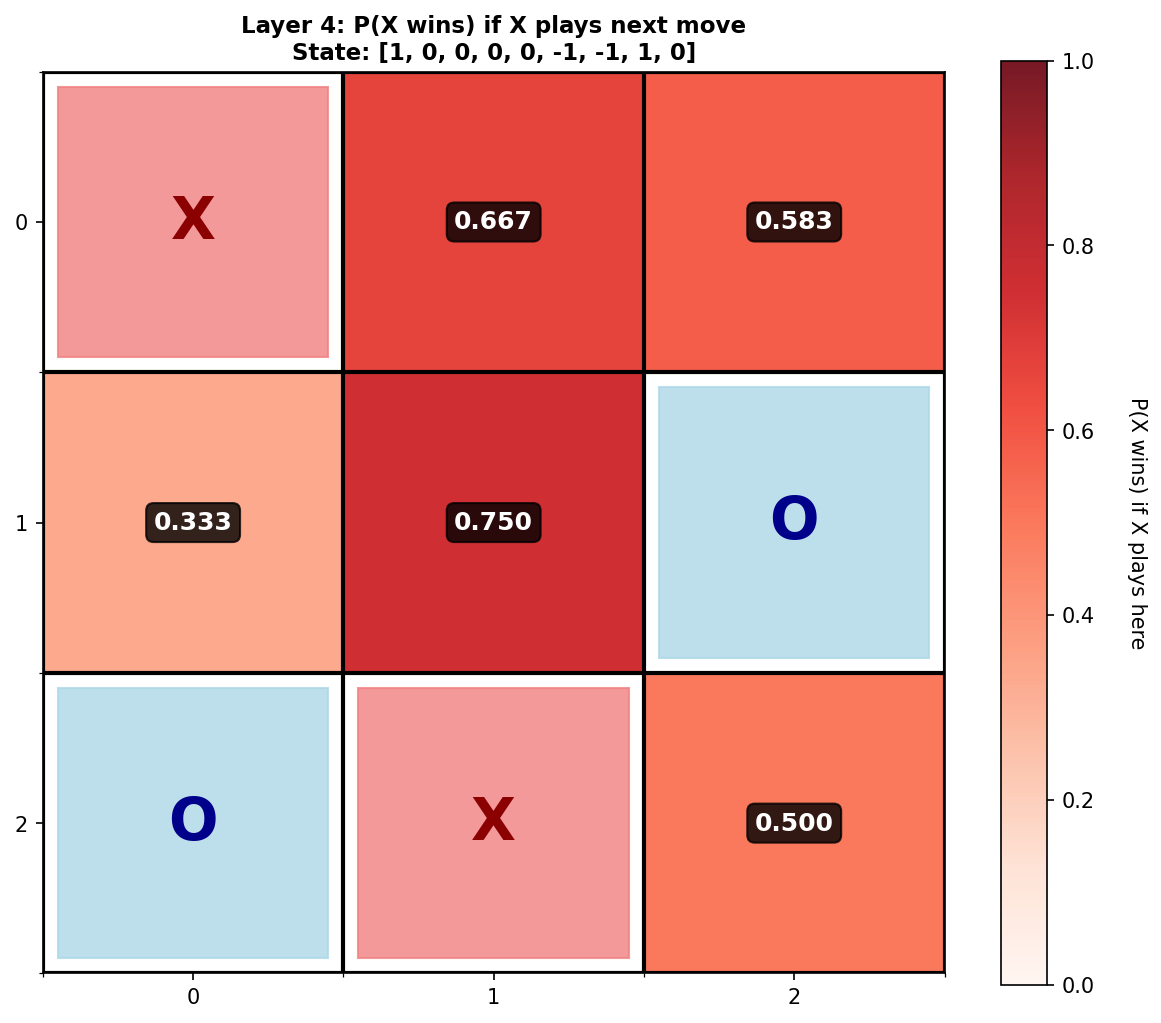 Layer 4: P(X wins) if X plays next move
State: [1, 0, 0, 0, 0, -1, -1, 1, 0]
0
X
0.667
0.583
1
0.333
0.750
O
2
O
X
0.500
0
1
2
1.0
0.8
0.6
0.4
0.2
0.0
P(X wins) if X plays here